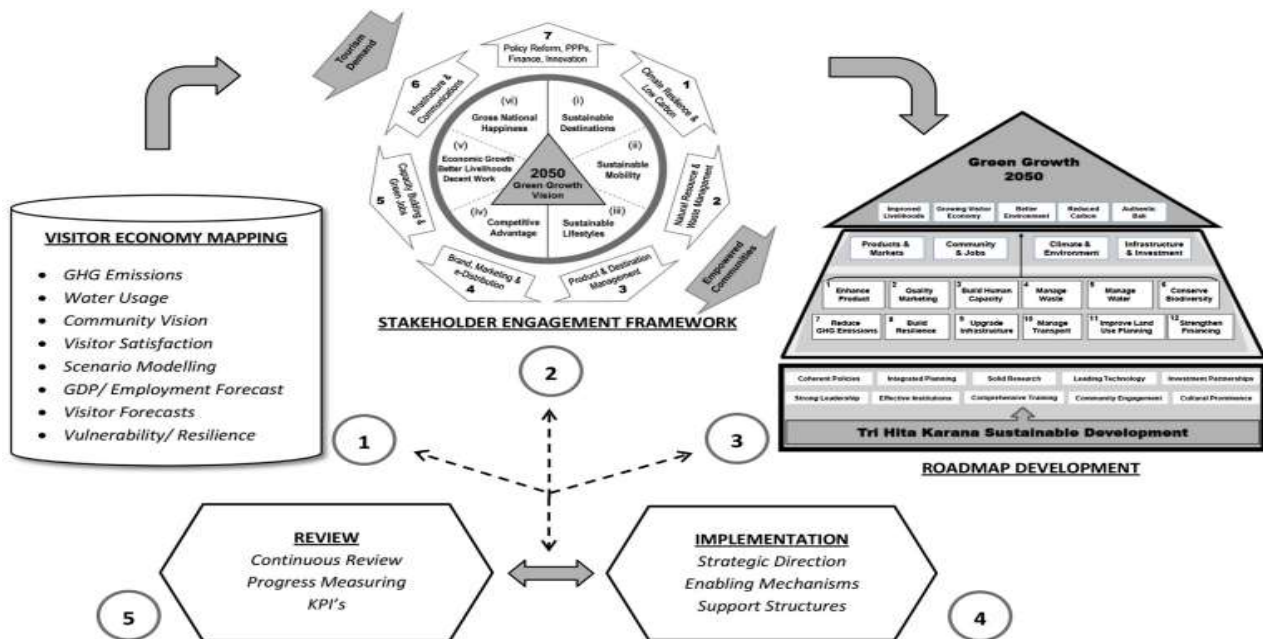 Tourism
Demand
7
Policy Reform, PPPs,
Finance, Innovation
6
Infrastructure &
Communications
1
Climate Resilience &
Low Carbon
(vi)
Gross National
Happiness
(i)
Sustainable
Destinations
(v)
Economic Growth
Better Livelihoods
Decent Work
(ii)
Sustainable
Mobility
2050
Green Growth
Vision
(iv)
Competitive
Advantage
(iii)
Sustainable
Lifestyles
5
Capacity Building &
Green Jobs
2
Natural Resource &
Waste Management
Brand, Marketing &
e-Distribution
4
Product & Destination
Management
3
Empowered
Communities
STAKEHOLDER ENGAGEMENT FRAMEWORK
VISITOR ECONOMY MAPPING
• GHG Emissions
• Water Usage
• Community Vision
• Visitor Satisfaction
• Scenario Modelling
• GDP/ Employment Forecast
• Visitor Forecasts
• Vulnerability/ Resilience
1
2
3
Green Growth
2050
Improved
Livelihoods
Growing Visitor
Economy
Better
Environment
Reduced
Carbon
Authentic
Bali
Products &
Markets
Community
& Jobs
Climate &
Environment
Infrastructure
& Investment
1 Enhance
Product
2 Quality
Marketing
3 Build Human
Capacity
4 Manage
Waste
5 Manage
Water
6 Conserve
Biodiversity
7 Reduce
GHG Emissions
8 Build
Resilience
9 Upgrade
Infrastructure
10 Manage
Transport
11 Improve Land
Use Planning
12 Strengthen
Financing
Coherent Policies
Integrated Planning
Solid Research
Leading Technology
Investment Partnerships
Strong Leadership
Effective Institutions
Comprehensive Training
Community Engagement
Cultural Prominence
Tri Hita Karana Sustainable Development
ROADMAP DEVELOPMENT
REVIEW
Continuous Review
Progress Measuring
KPI's
5
IMPLEMENTATION
Strategic Direction
Enabling Mechanisms
Support Structures
4